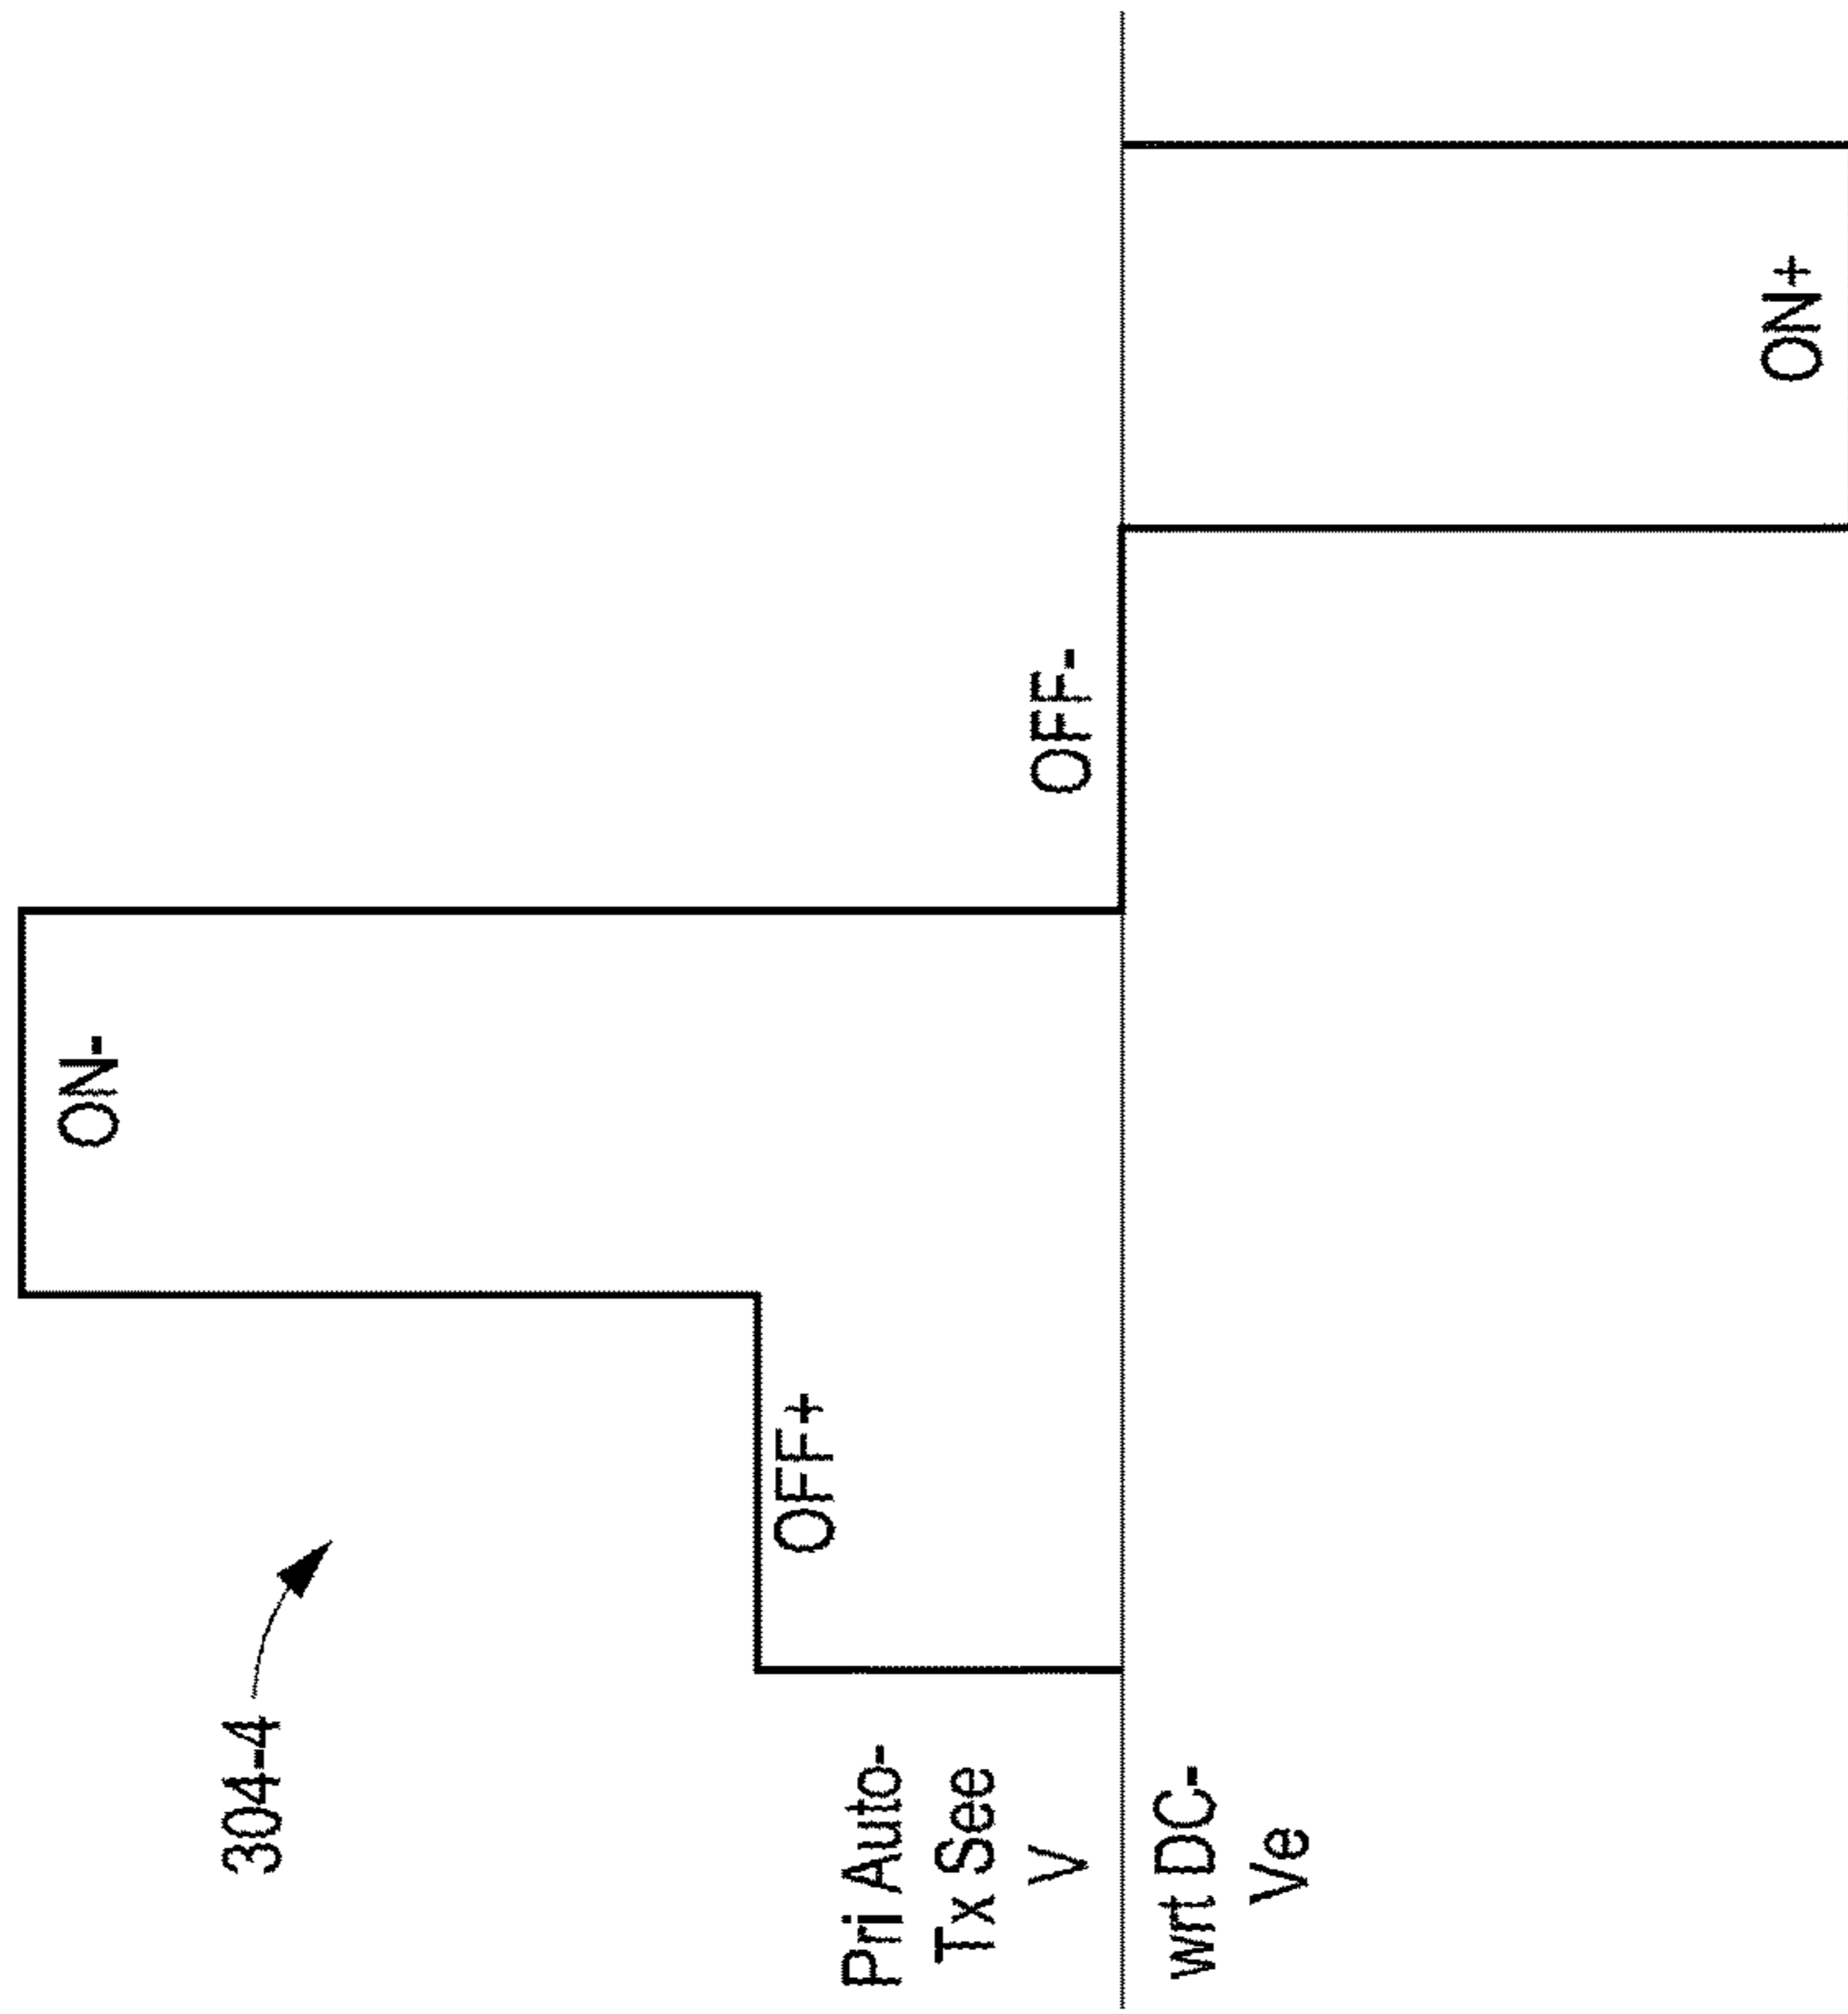 304-4
ON-
OFF+
OFF-
ON+
Pri Auto-
Tx See
V
wrt DC-
Ve